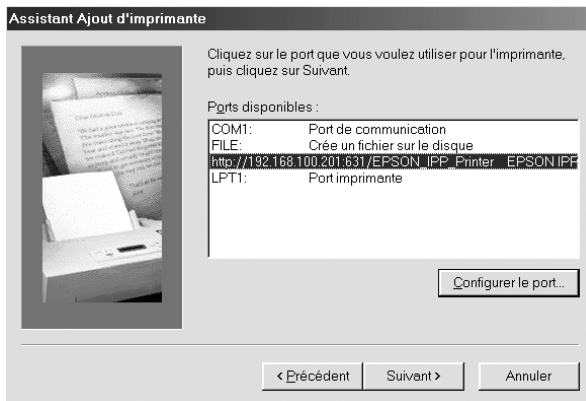 Assistant Ajout d'imprimante
Cliquez sur le port que vous voulez utiliser pour l'imprimante,
puis cliquez sur Suivant.
Ports disponibles :
COM1: Port de communication
FILE: Crée un fichier sur le disque
http://192.168.100.201:631/EPSON_IPP_Printer EPSON IPP
LPT1: Port imprimante
Configurer le port...
< Précédent Suivant > Annuler